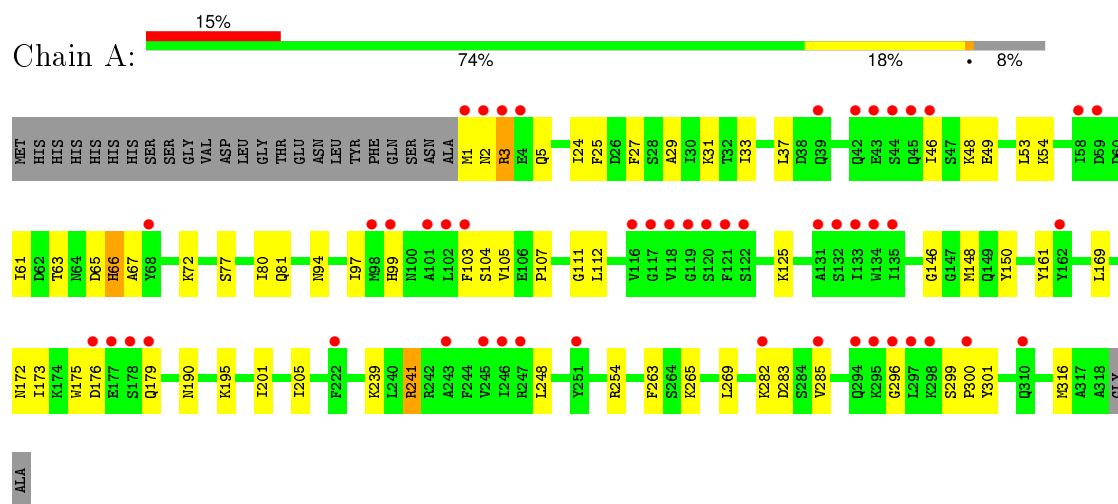 15%
Chain A:
74% 18% • 8%
MET HIS HIS HIS HIS HIS HIS SER SER GLY VAL ASP LEU GLY THR GLU ASN LEU TYR PHE GLN SER ASN ALA M1 N2 R3 E4 Q5 I24 F25 D26 F27 S28 A29 I30 K31 T32 I33 L37 D38 Q39 Q42 E43 S44 Q45 I46 S47 K48 E49 L53 K54 I58 D59 D60
I61 D62 T63 N64 D65 H66 A67 Y68 K72 S77 I80 Q81 N94 I97 M98 H99 N100 A101 L102 F103 S104 V105 E106 P107 G111 L112 V116 G117 V118 G119 S120 F121 S122 K125 A131 S132 I133 W134 I135 G146 G147 M148 Q149 Y150 Y161 Y162 L169
N172 I173 K174 W175 D176 E177 S178 Q179 N190 K195 I201 I205 F222 K239 L240 R241 R242 A243 F244 V245 I246 R247 L248 Y251 R254 F263 S264 K265 L269 K282 D283 S284 V285 Q294 K295 G296 L297 K298 S299 P300 Y301 Q310 M316 A317 A318 GLY
ALA